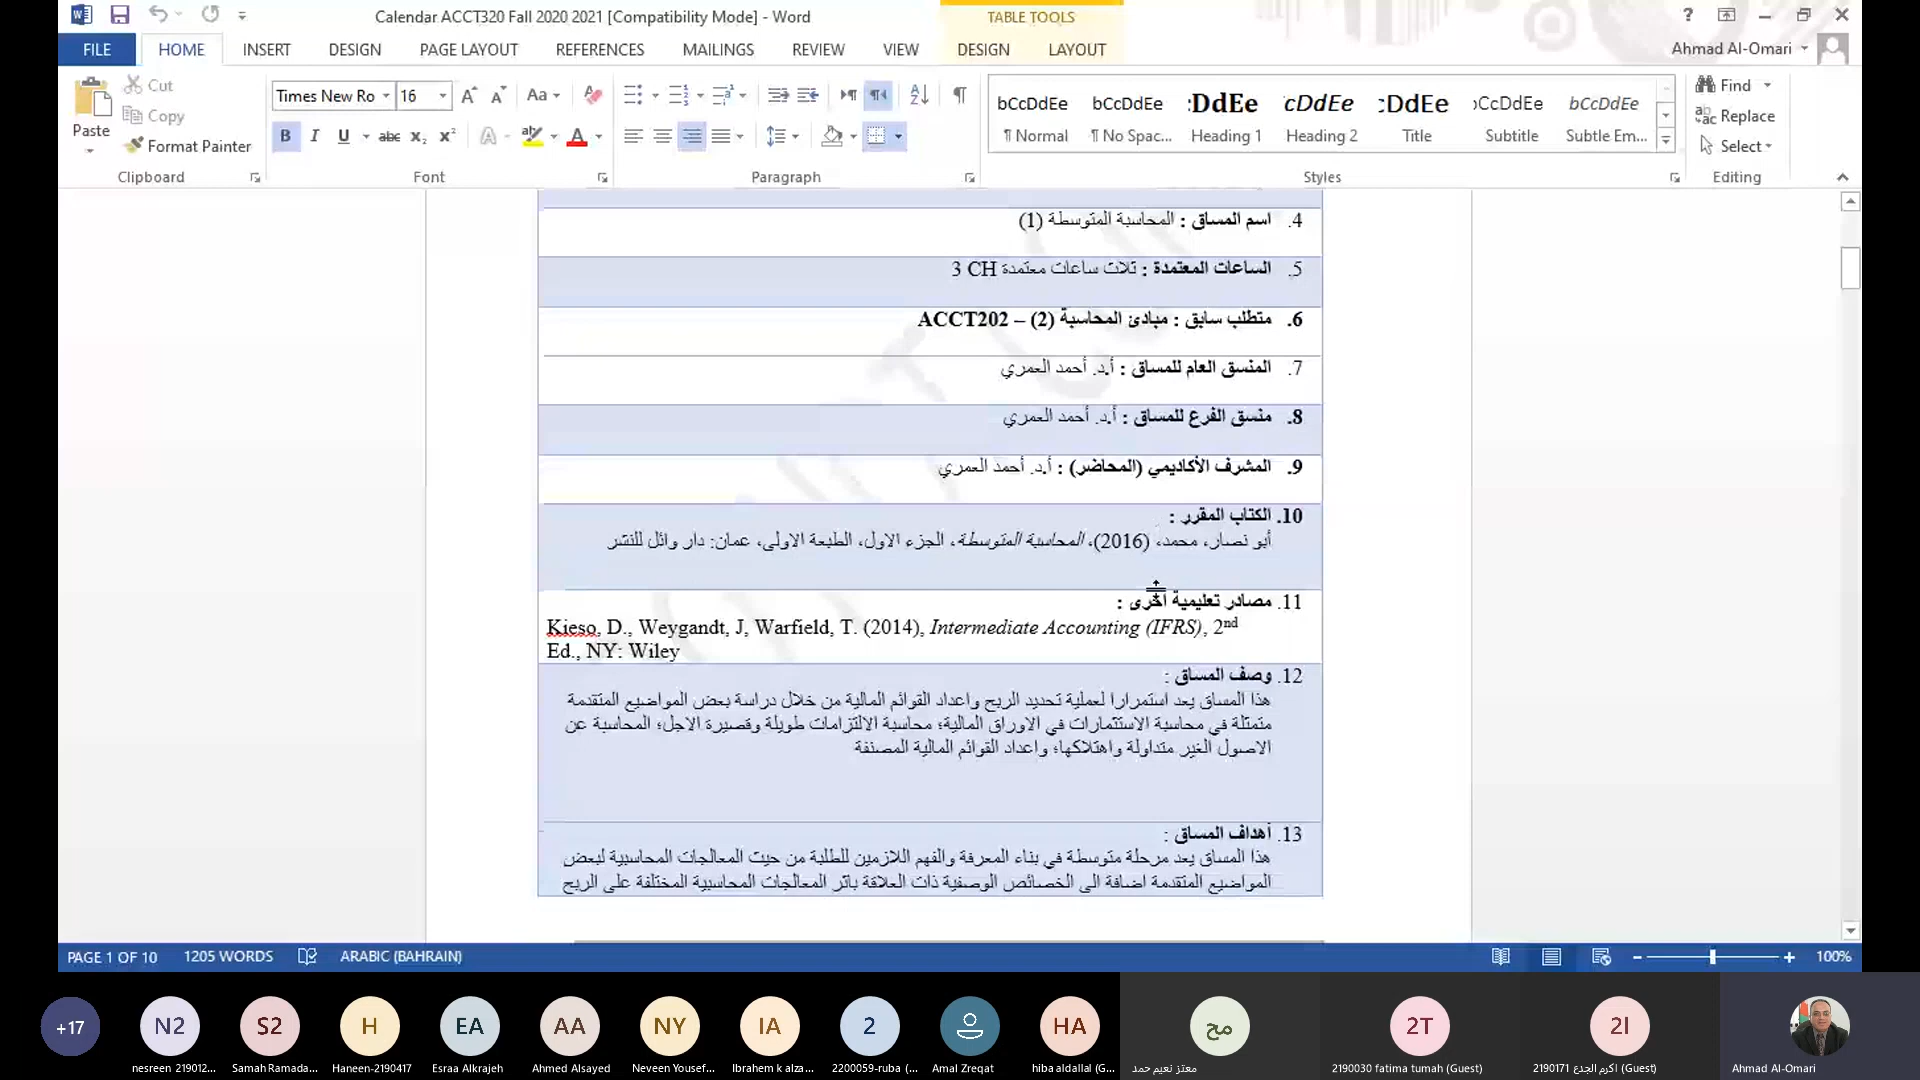 Calendar ACCT320 Fall 2020 2021 [Compatibility Mode] - Word
TABLE TOOLS
FILE HOME INSERT DESIGN PAGE LAYOUT REFERENCES MAILINGS REVIEW VIEW DESIGN LAYOUT
Ahmad Al-Omari
Paste
Cut
Copy
Format Painter
Clipboard
Times New Ro 16
Font
Paragraph
bCcDdEe bCcDdEe :DdEe :cDdEe :cDdEe ›CcDdEe bCcDdEe
¶ Normal ¶ No Spac... Heading 1 Heading 2 Title Subtitle Subtle Em...
Styles
Find
Replace
Select
Editing
4. اسم المساق : المحاسبة المتوسطة (1)
5. الساعات المعتمدة : ثلاث ساعات معتمدة 3 CH
6. متطلب سابق : مبادئ المحاسبة (2) – ACCT202
7. المنسق العام للمساق : أ.د. أحمد العمري
8. منسق الفرع للمساق : أ.د. أحمد العمري
9. المشرف الأكاديمي (المحاضر) : أ.د. أحمد العمري
10. الكتاب المقرر :
أبو نصار، محمد، (2016)، المحاسبة المتوسطة، الجزء الاول، الطبعة الاولى، عمان: دار وائل للنشر
11. مصادر تعليمية أخرى :
Kieso, D., Weygandt, J, Warfield, T. (2014), Intermediate Accounting (IFRS), 2nd
Ed., NY: Wiley
12. وصف المساق :
هذا المساق يعد استمرارا لعملية تحديد الربح واعداد القوائم المالية من خلال دراسة بعض المواضيع المتقدمة
متمثلة في محاسبة الاستثمارات في الاوراق المالية؛ محاسبة الالتزامات طويلة وقصيرة الاجل؛ المحاسبة عن
الاصول الغير متداولة واهتلاكها؛ واعداد القوائم المالية المصنفة
13. أهداف المساق :
هذا المساق يعد مرحلة متوسطة في بناء المعرفة والفهم اللازمين للطلبة من حيث المعالجات المحاسبية لبعض
المواضيع المتقدمة اضافة الى الخصائص الوصفية ذات العلاقة باثر المعالجات المحاسبية المختلفة على الربح
PAGE 1 OF 10 1205 WORDS ARABIC (BAHRAIN) 100%
+17 N2 S2 H EA AA NY IA 2 HA مح 2T 2ا
nesreen 219012... Samah Ramada... Haneen-2190417 Esraa Alkrajeh Ahmed Alsayed Neveen Yousef... Ibrahem k alza... 2200059-ruba (... Amal Zreqat hiba aldallal (G... معتز نعيم حمد 2190030 fatima tumah (Guest) 2190171 اكرم الجدع (Guest) Ahmad Al-Omari